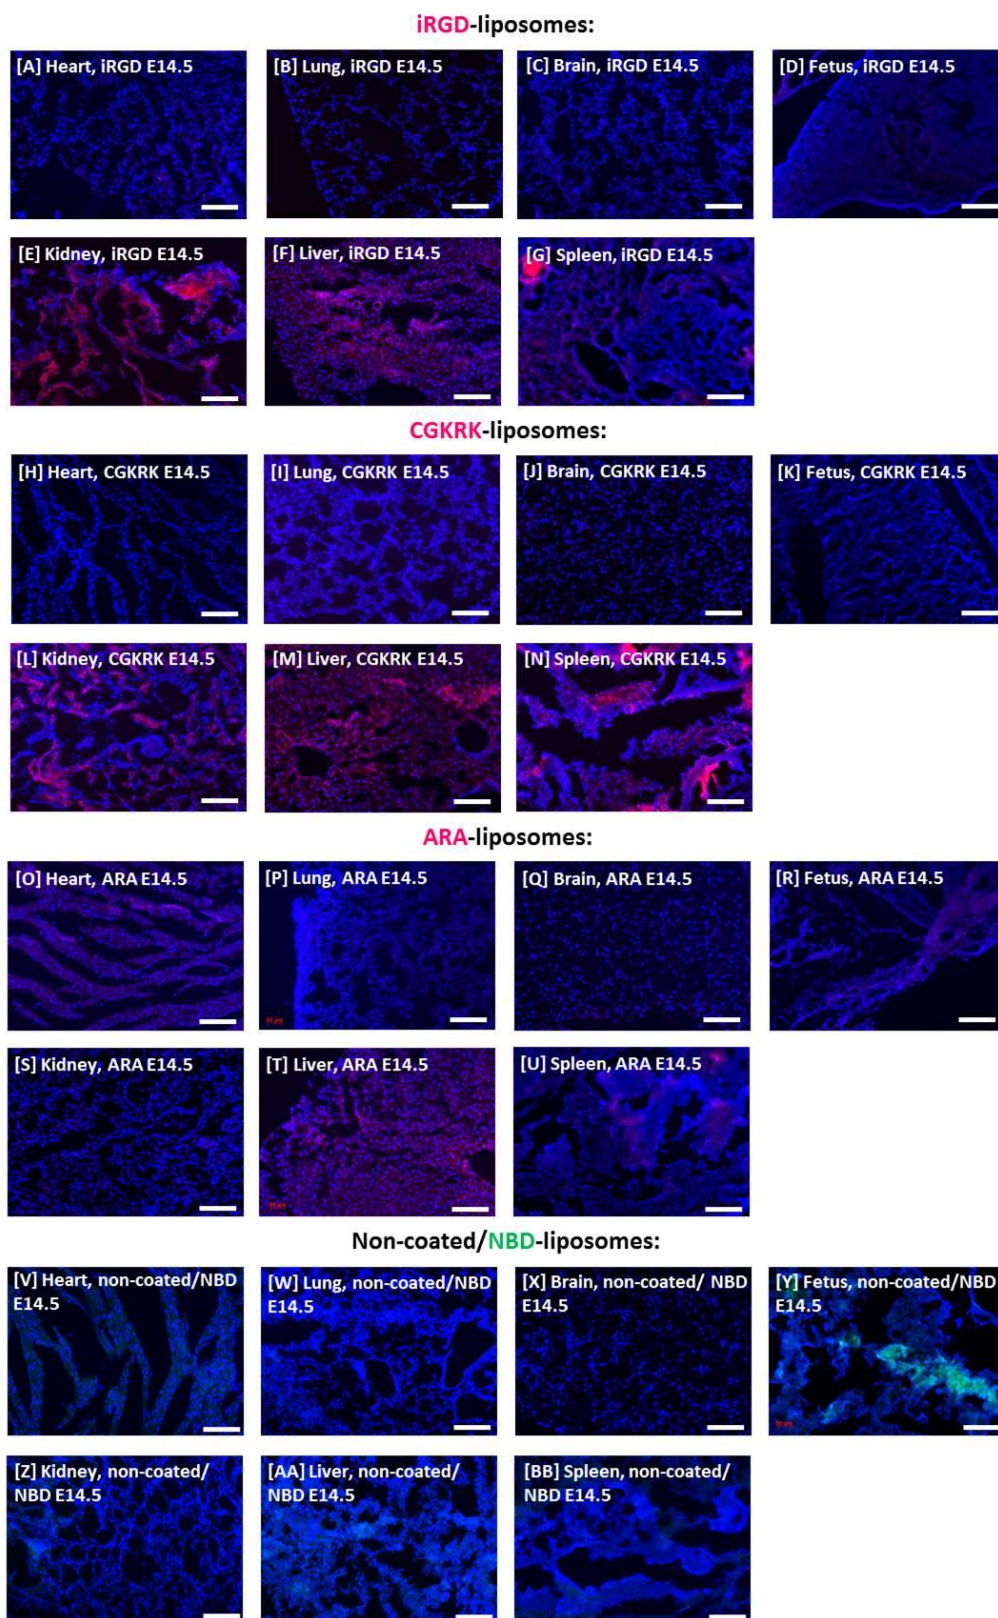 iRGD-liposomes:
[A] Heart, iRGD E14.5
[B] Lung, iRGD E14.5
[C] Brain, iRGD E14.5
[D] Fetus, iRGD E14.5
[E] Kidney, iRGD E14.5
[F] Liver, iRGD E14.5
[G] Spleen, iRGD E14.5
CGKRK-liposomes:
[H] Heart, CGKRK E14.5
[I] Lung, CGKRK E14.5
[J] Brain, CGKRK E14.5
[K] Fetus, CGKRK E14.5
[L] Kidney, CGKRK E14.5
[M] Liver, CGKRK E14.5
[N] Spleen, CGKRK E14.5
ARA-liposomes:
[O] Heart, ARA E14.5
[P] Lung, ARA E14.5
[Q] Brain, ARA E14.5
[R] Fetus, ARA E14.5
[S] Kidney, ARA E14.5
[T] Liver, ARA E14.5
[U] Spleen, ARA E14.5
Non-coated/NBD-liposomes:
[V] Heart, non-coated/NBD
E14.5
[W] Lung, non-coated/NBD
E14.5
[X] Brain, non-coated/ NBD
E14.5
[Y] Fetus, non-coated/NBD
E14.5
[Z] Kidney, non-coated/
NBD E14.5
[AA] Liver, non-coated/
NBD E14.5
[BB] Spleen, non-coated/
NBD E14.5